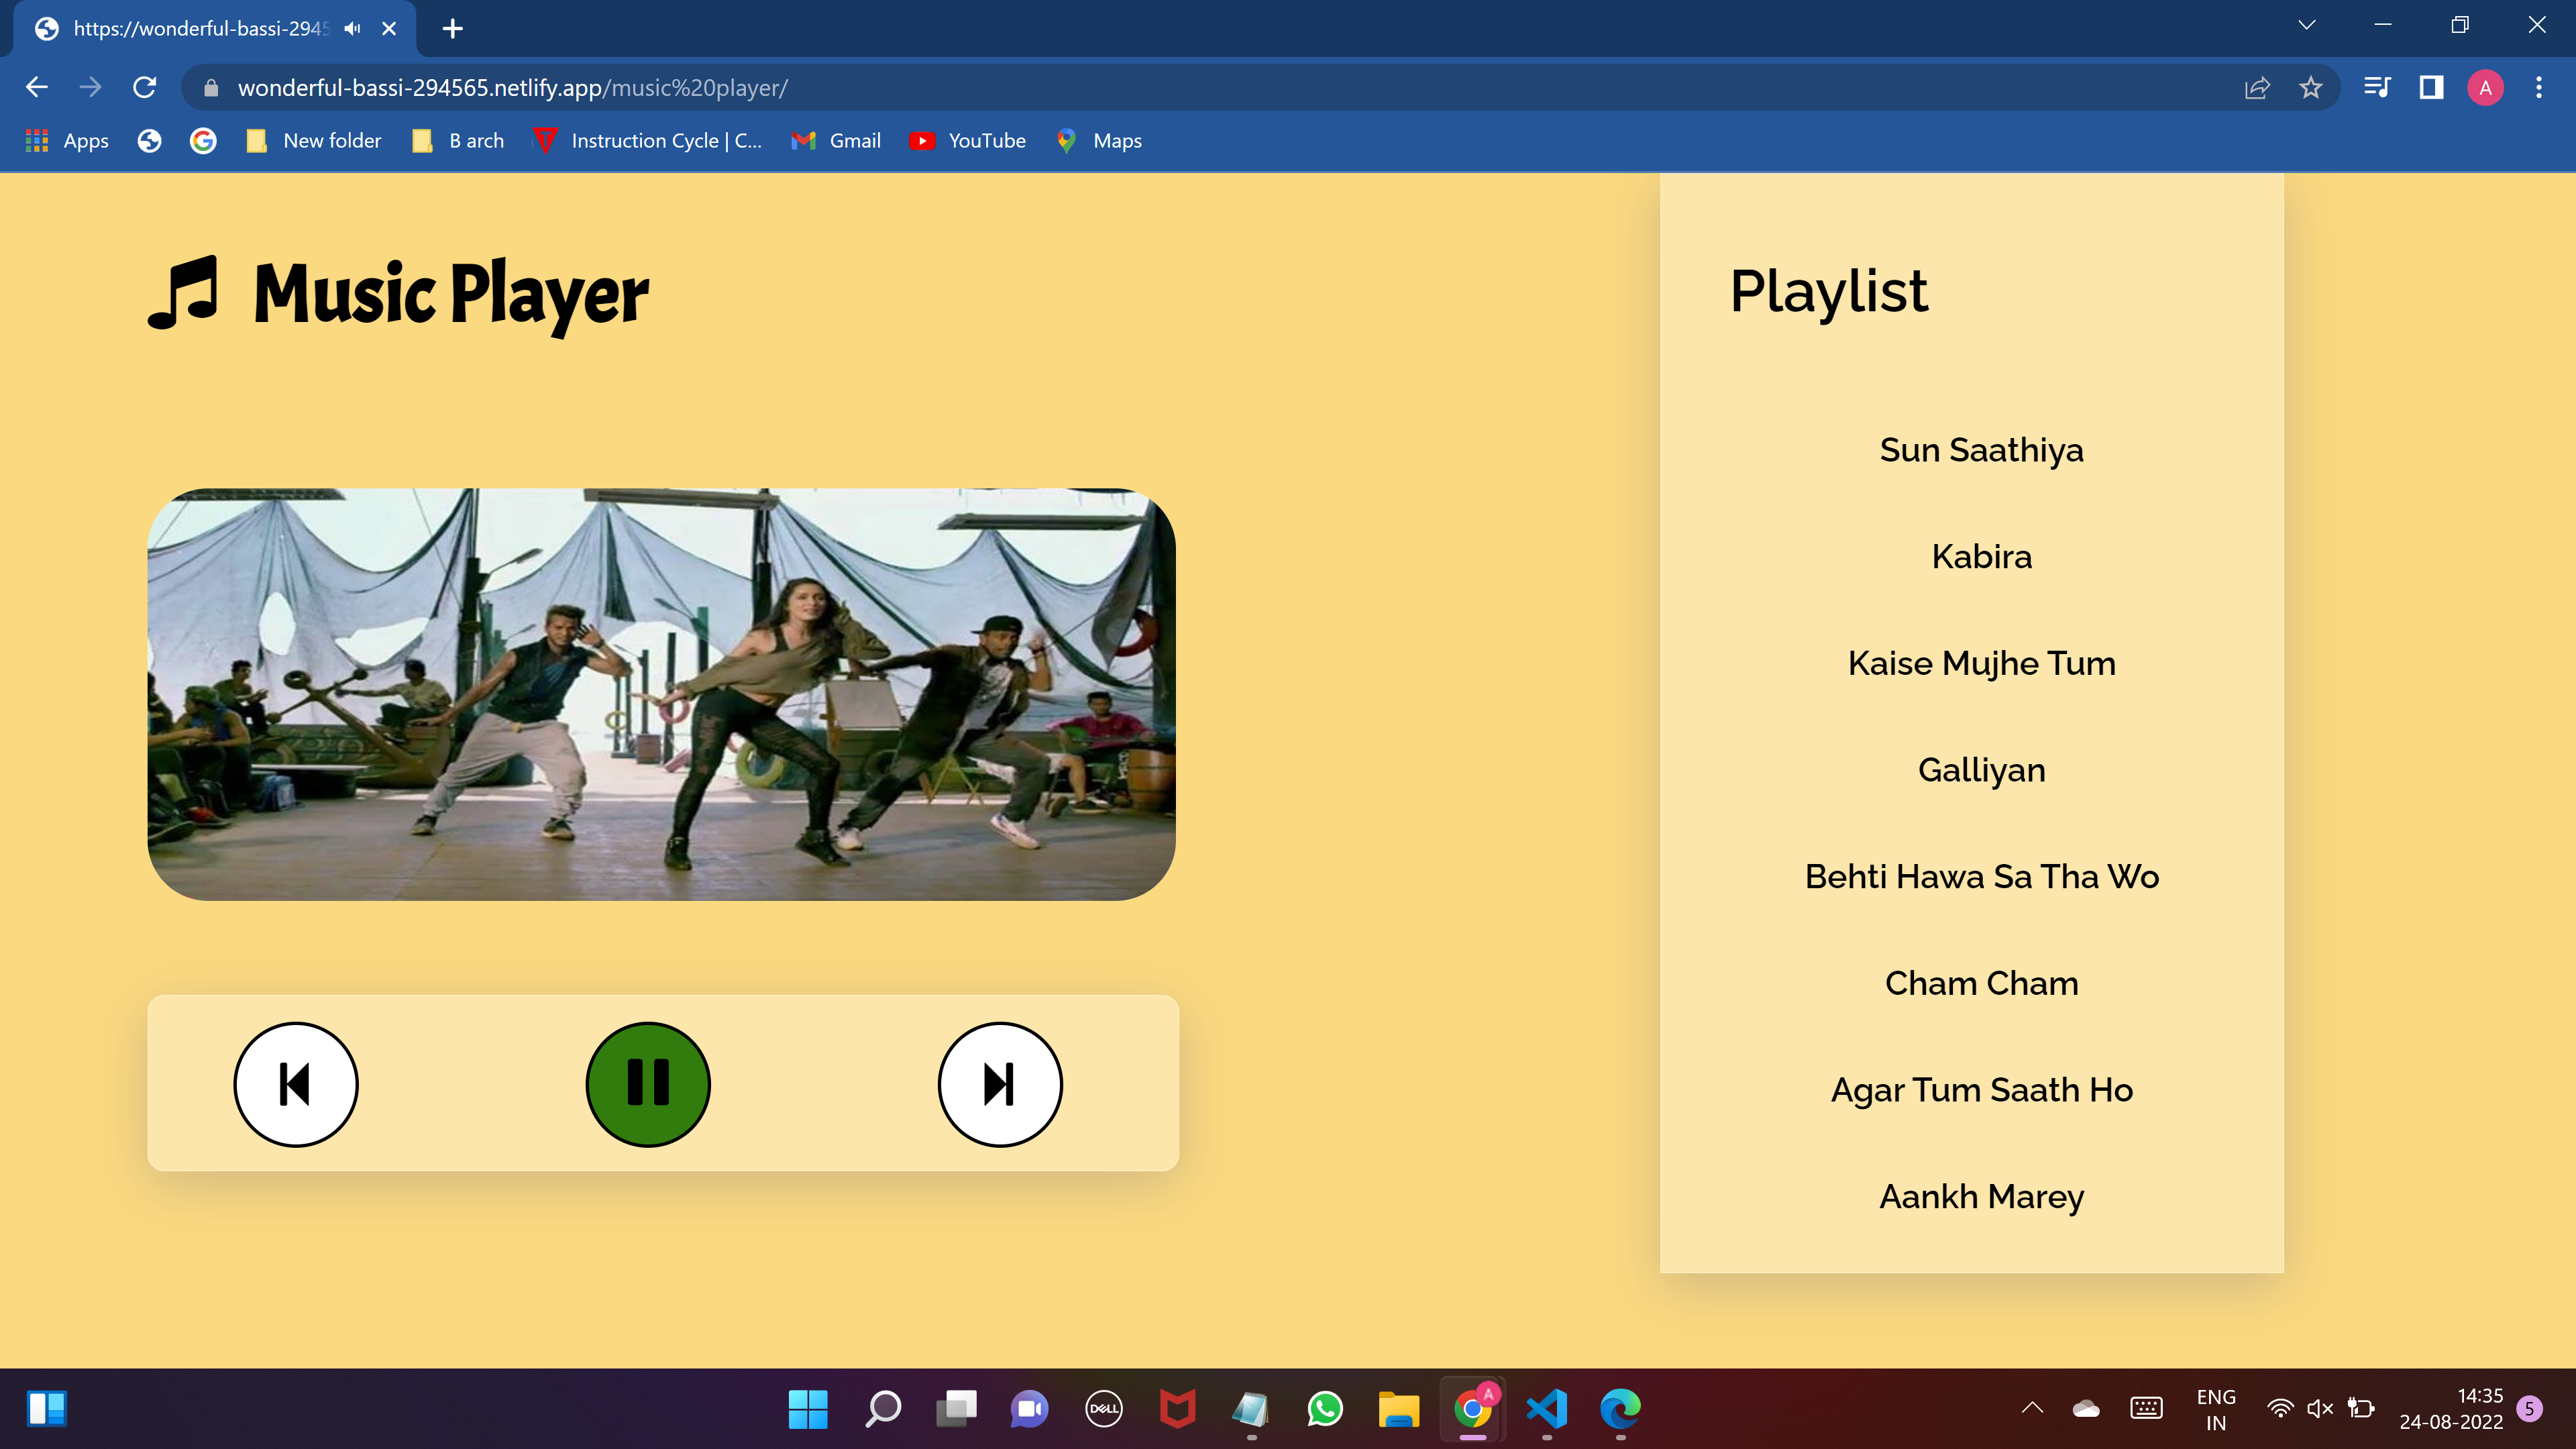 https://wonderful-bassi-2945
wonderful-bassi-294565.netlify.app/music%20player/
A
Apps
New folder
B arch
Instruction Cycle | C...
Gmail
YouTube
Maps
Music Player
Playlist
Sun Saathiya
Kabira
Kaise Mujhe Tum
Galliyan
Behti Hawa Sa Tha Wo
Cham Cham
Agar Tum Saath Ho
Aankh Marey
DELL
A
ENG
IN
14:35
24-08-2022
5